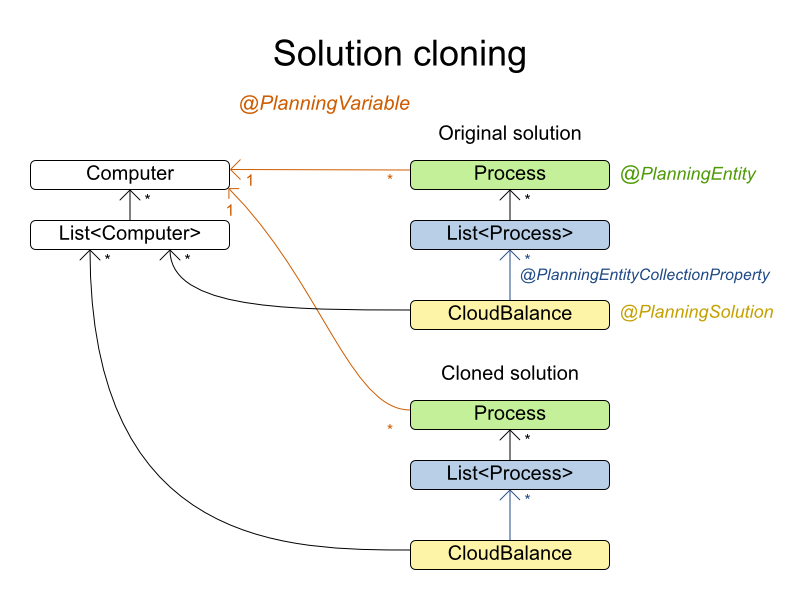 Solution cloning
@PlanningVariable
Original solution
Computer
1
*
Process
@PlanningEntity
*
1
*
List<Computer>
List<Process>
*
*
*
@PlanningEntityCollectionProperty
CloudBalance
@PlanningSolution
Cloned solution
Process
*
*
List<Process>
*
CloudBalance